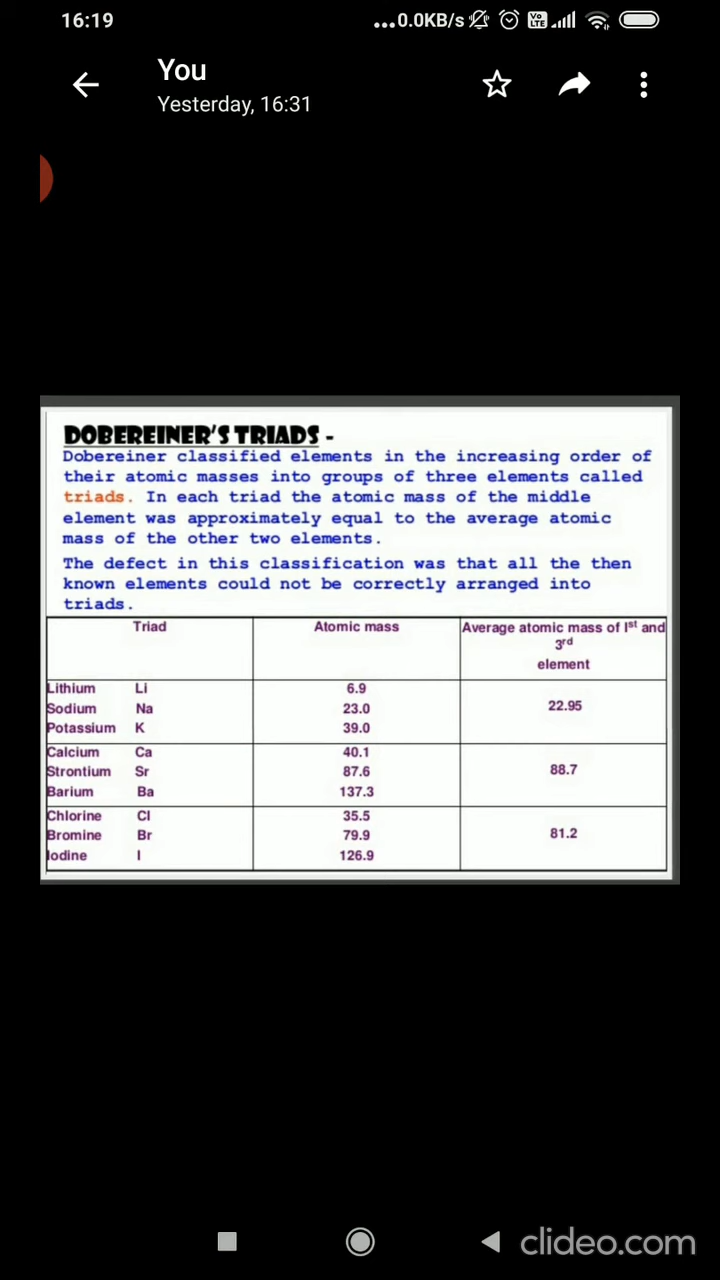 16:19
...0.0KB/s Vo LTE
You
Yesterday, 16:31
DOBEREINER'S TRIADS -
Dobereiner classified elements in the increasing order of
their atomic masses into groups of three elements called
triads. In each triad the atomic mass of the middle
element was approximately equal to the average atomic
mass of the other two elements.
The defect in this classification was that all the then
known elements could not be correctly arranged into
triads.
Triad Atomic mass Average atomic mass of Ist and
3rd
element
Lithium Li 6.9
Sodium Na 23.0 22.95
Potassium K 39.0
Calcium Ca 40.1
Strontium Sr 87.6 88.7
Barium Ba 137.3
Chlorine Cl 35.5
Bromine Br 79.9 81.2
Iodine I 126.9
clideo.com